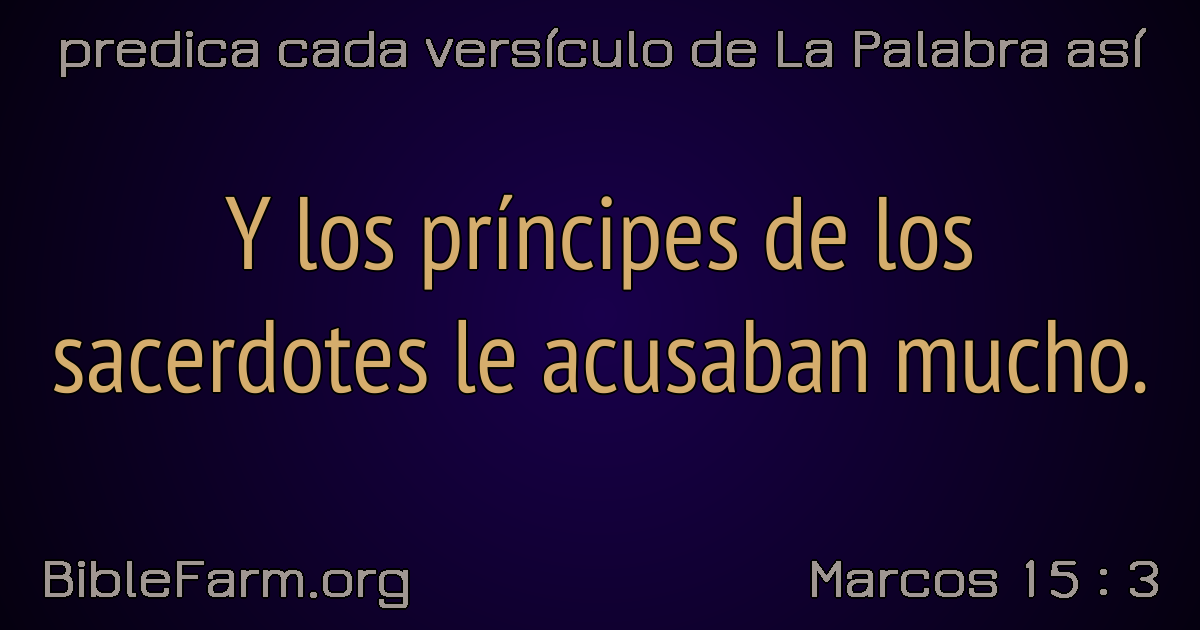 predica cada versículo de La Palabra así
Y los príncipes de los
sacerdotes le acusaban mucho.
BibleFarm.org
Marcos 15 : 3